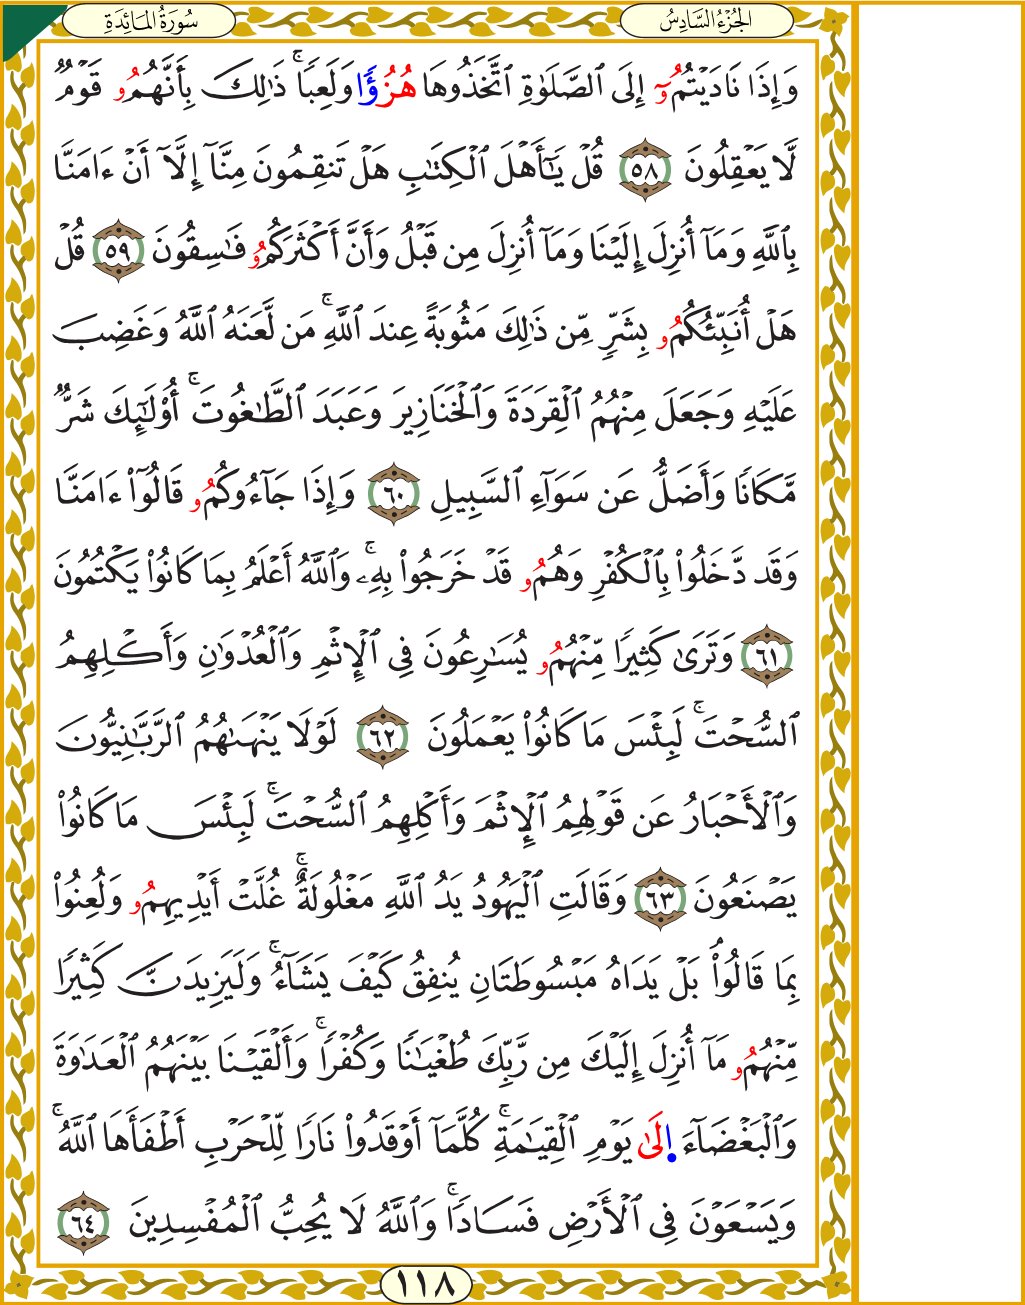 الجُزْءُ السَّادِسُ
سُورَةُ المَائِدَةِ
وَإِذَا نَادَيْتُمُۥٓ إِلَى ٱلصَّلَوٰةِ ٱتَّخَذُوهَا هُزُؤًا وَلَعِبًا ۚ ذَٰلِكَ بِأَنَّهُمُۥ قَوْمٌ
لَّا يَعْقِلُونَ ٥٨ قُلْ يَٰٓأَهْلَ ٱلْكِتَٰبِ هَلْ تَنقِمُونَ مِنَّآ إِلَّآ أَنْ ءَامَنَّا
بِٱللَّهِ وَمَآ أُنزِلَ إِلَيْنَا وَمَآ أُنزِلَ مِن قَبْلُ وَأَنَّ أَكْثَرَكُمُۥ فَٰسِقُونَ ٥٩ قُلْ
هَلْ أُنَبِّئُكُمُۥ بِشَرٍّ مِّن ذَٰلِكَ مَثُوبَةً عِندَ ٱللَّهِ ۚ مَن لَّعَنَهُ ٱللَّهُ وَغَضِبَ
عَلَيْهِ وَجَعَلَ مِنْهُمُ ٱلْقِرَدَةَ وَٱلْخَنَازِيرَ وَعَبَدَ ٱلطَّٰغُوتَ ۚ أُو۟لَٰٓئِكَ شَرٌّ
مَّكَانًا وَأَضَلُّ عَن سَوَآءِ ٱلسَّبِيلِ ٦٠ وَإِذَا جَآءُوكُمُۥ قَالُوٓا۟ ءَامَنَّا
وَقَد دَّخَلُوا۟ بِٱلْكُفْرِ وَهُمُۥ قَدْ خَرَجُوا۟ بِهِۦ ۚ وَٱللَّهُ أَعْلَمُ بِمَا كَانُوا۟ يَكْتُمُونَ
٦١ وَتَرَىٰ كَثِيرًا مِّنْهُمُۥ يُسَٰرِعُونَ فِى ٱلْإِثْمِ وَٱلْعُدْوَٰنِ وَأَكْلِهِمُ
ٱلسُّحْتَ ۚ لَبِئْسَ مَا كَانُوا۟ يَعْمَلُونَ ٦٢ لَوْلَا يَنْهَىٰهُمُ ٱلرَّبَّٰنِيُّونَ
وَٱلْأَحْبَارُ عَن قَوْلِهِمُ ٱلْإِثْمَ وَأَكْلِهِمُ ٱلسُّحْتَ ۚ لَبِئْسَ مَا كَانُوا۟
يَصْنَعُونَ ٦٣ وَقَالَتِ ٱلْيَهُودُ يَدُ ٱللَّهِ مَغْلُولَةٌ ۚ غُلَّتْ أَيْدِيهِمُۥ وَلُعِنُوا۟
بِمَا قَالُوا۟ ۘ بَلْ يَدَاهُ مَبْسُوطَتَانِ يُنفِقُ كَيْفَ يَشَآءُ ۚ وَلَيَزِيدَنَّ كَثِيرًا
مِّنْهُمُۥ مَآ أُنزِلَ إِلَيْكَ مِن رَّبِّكَ طُغْيَٰنًا وَكُفْرًا ۚ وَأَلْقَيْنَا بَيْنَهُمُ ٱلْعَدَٰوَةَ
وَٱلْبَغْضَآءَ ٱلَىٰ يَوْمِ ٱلْقِيَٰمَةِ ۚ كُلَّمَآ أَوْقَدُوا۟ نَارًا لِّلْحَرْبِ أَطْفَأَهَا ٱللَّهُ ۚ
وَيَسْعَوْنَ فِى ٱلْأَرْضِ فَسَادًا ۚ وَٱللَّهُ لَا يُحِبُّ ٱلْمُفْسِدِينَ ٦٤
١١٨